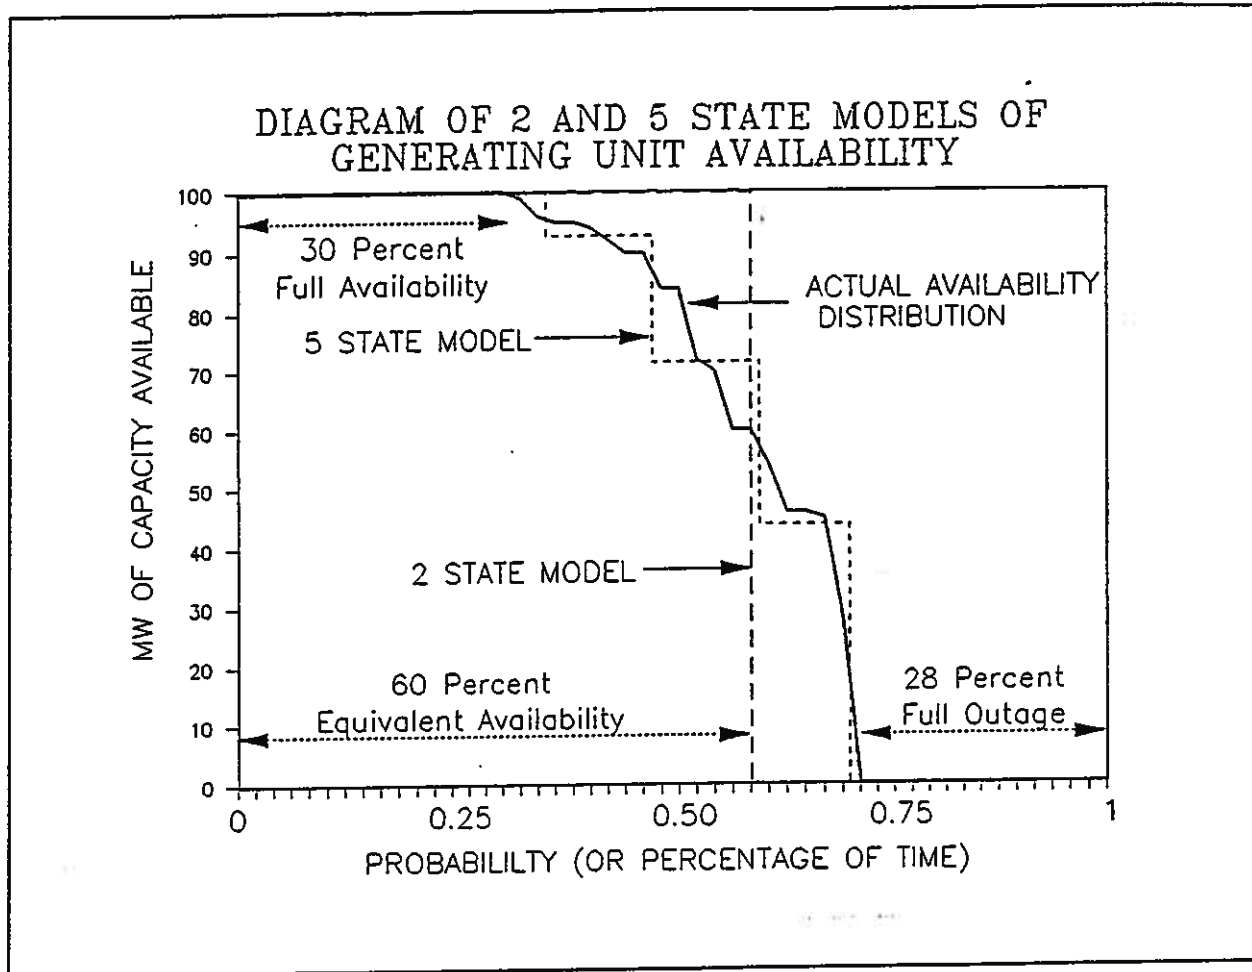 DIAGRAM OF 2 AND 5 STATE MODELS OF
GENERATING UNIT AVAILABILITY
MW OF CAPACITY AVAILABLE
100
90
80
70
60
50
40
30
20
10
0
30 Percent
Full Availability
5 STATE MODEL
ACTUAL AVAILABILITY
DISTRIBUTION
2 STATE MODEL
60 Percent
Equivalent Availability
28 Percent
Full Outage
0
0.25
0.50
0.75
1
PROBABILILTY (OR PERCENTAGE OF TIME)